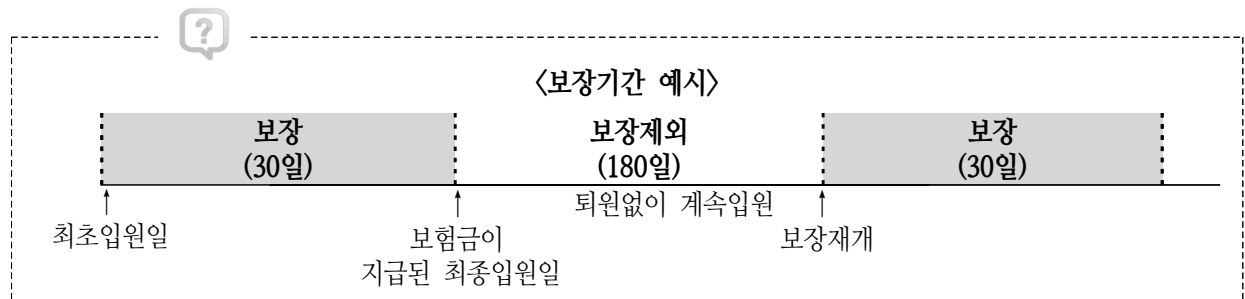 ?
〈보장기간 예시〉
보장 보장제외 보장
(30일) (180일) (30일)
퇴원없이 계속입원
최초입원일 보험금이 보장재개
지급된 최종입원일